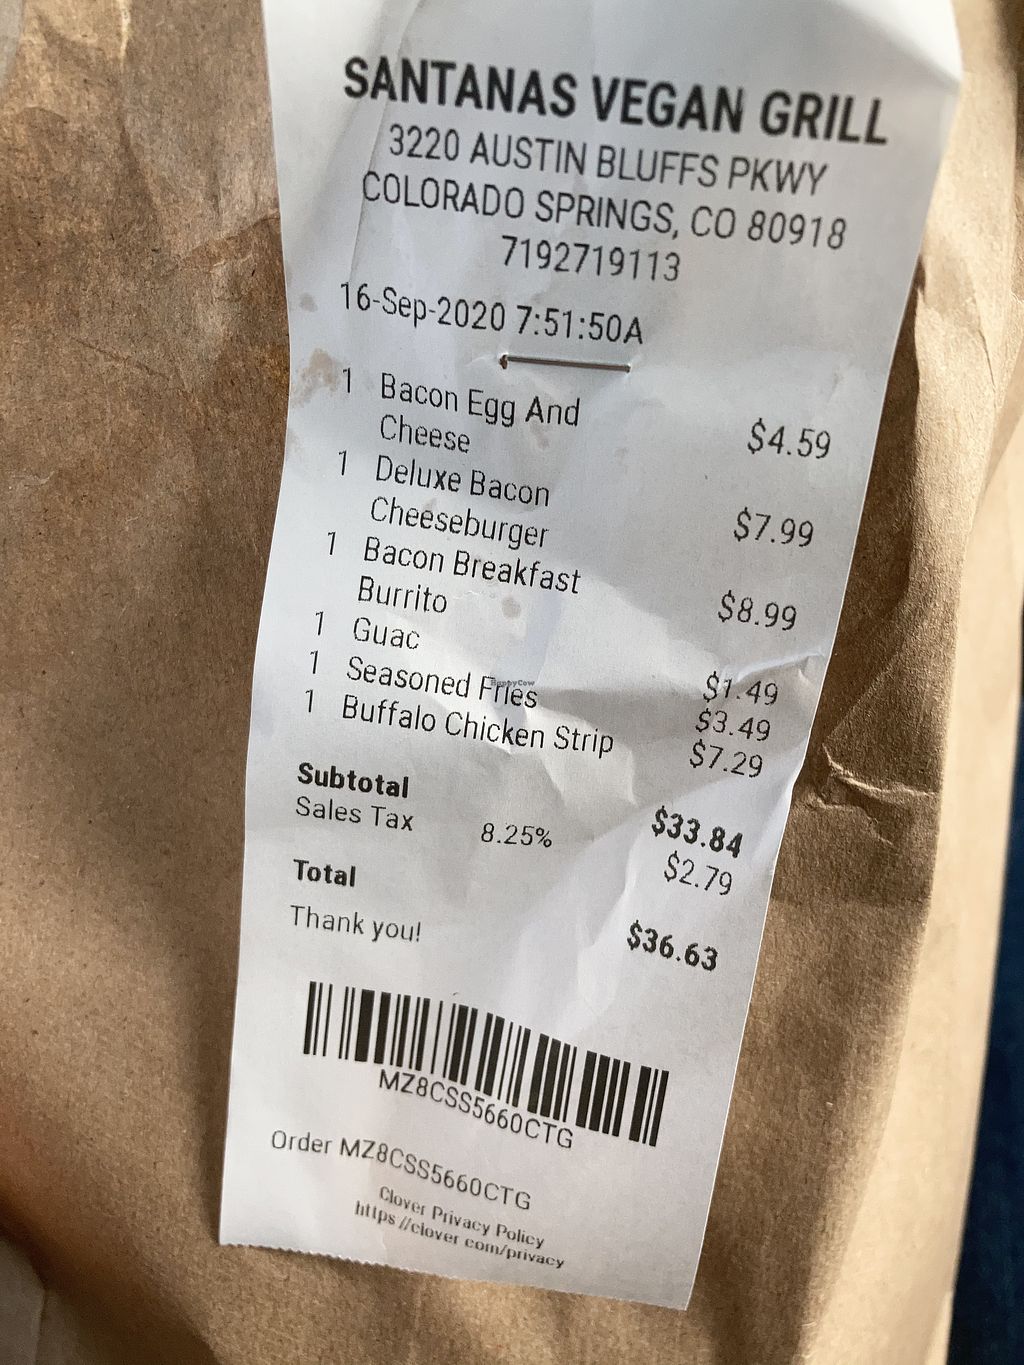 SANTANAS VEGAN GRILL
3220 AUSTIN BLUFFS PKWY
COLORADO SPRINGS, CO 80918
7192719113
16-Sep-2020 7:51:50A
1 Bacon Egg And
Cheese $4.59
1 Deluxe Bacon
Cheeseburger $7.99
1 Bacon Breakfast
Burrito $8.99
1 Guac $1.49
1 Seasoned Fries $3.49
1 Buffalo Chicken Strip $7.29
HappyCow
Subtotal $33.84
Sales Tax 8.25% $2.79
Total $36.63
Thank you!
MZ8CSS5660CTG
Order MZ8CSS5660CTG
Clover Privacy Policy
https://clover.com/privacy